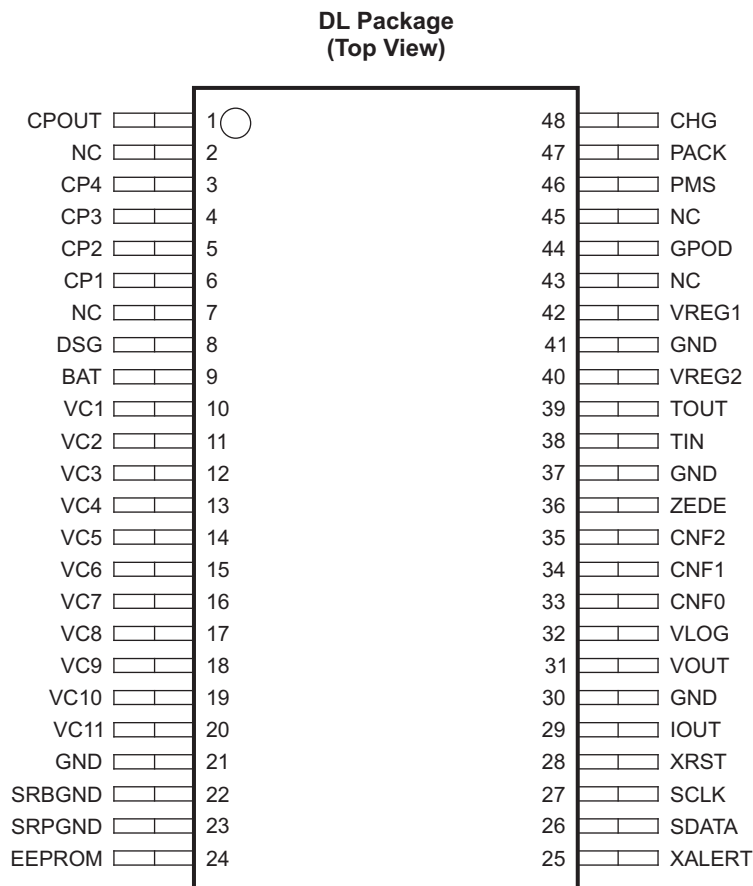 DL Package
(Top View)
CPOUT 1 48 CHG
NC 2 47 PACK
CP4 3 46 PMS
CP3 4 45 NC
CP2 5 44 GPOD
CP1 6 43 NC
NC 7 42 VREG1
DSG 8 41 GND
BAT 9 40 VREG2
VC1 10 39 TOUT
VC2 11 38 TIN
VC3 12 37 GND
VC4 13 36 ZEDE
VC5 14 35 CNF2
VC6 15 34 CNF1
VC7 16 33 CNF0
VC8 17 32 VLOG
VC9 18 31 VOUT
VC10 19 30 GND
VC11 20 29 IOUT
GND 21 28 XRST
SRBGND 22 27 SCLK
SRPGND 23 26 SDATA
EEPROM 24 25 XALERT